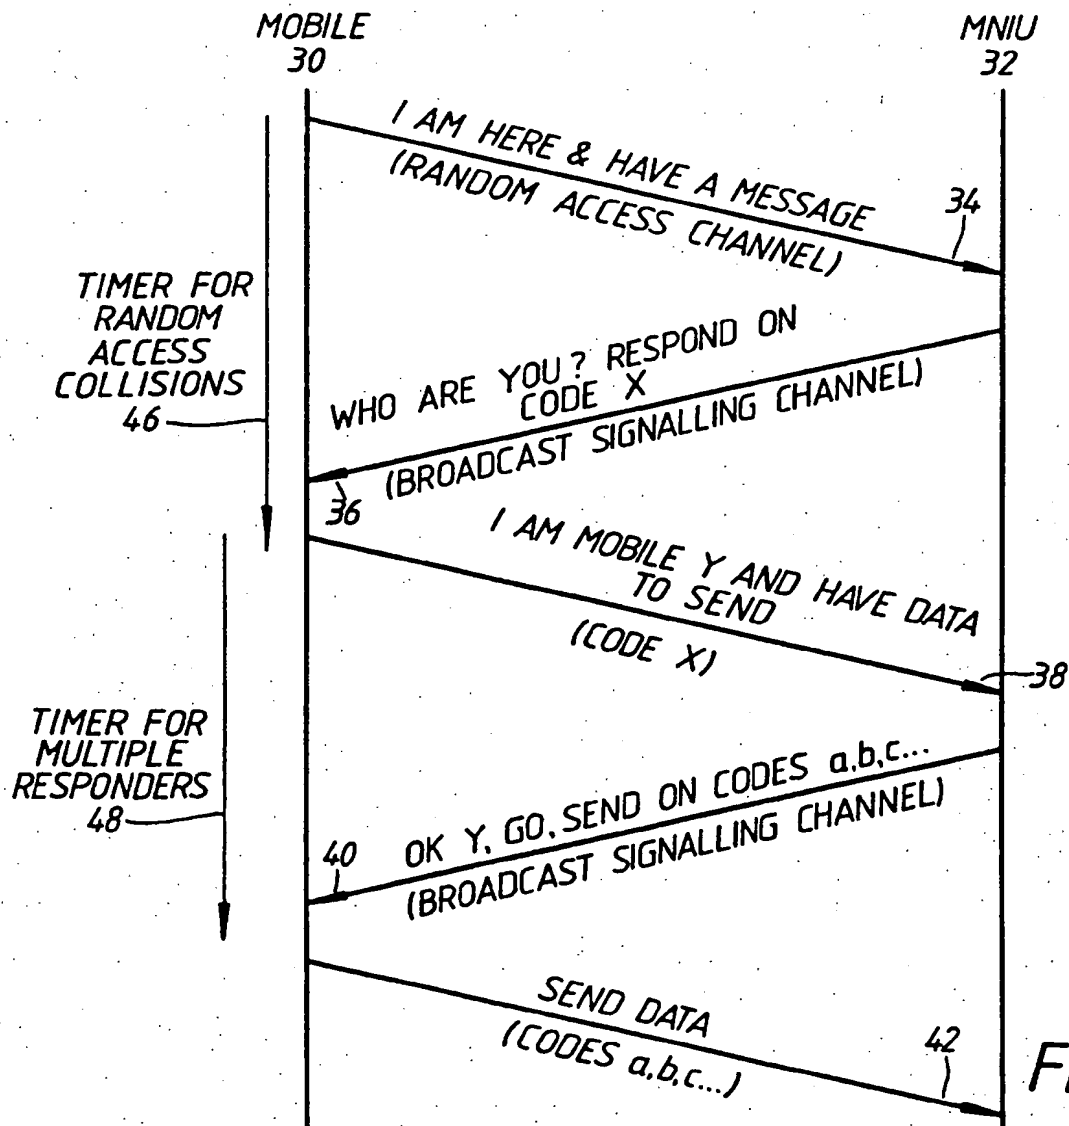 MOBILE
30
MNIU
32
I AM HERE & HAVE A MESSAGE
(RANDOM ACCESS CHANNEL)
34
TIMER FOR
RANDOM
ACCESS
COLLISIONS
46
WHO ARE YOU? RESPOND ON
CODE X
(BROADCAST SIGNALLING CHANNEL)
36
I AM MOBILE Y AND HAVE DATA
TO SEND
(CODE X)
38
TIMER FOR
MULTIPLE
RESPONDERS
48
OK Y, GO, SEND ON CODES a,b,c...
(BROADCAST SIGNALLING CHANNEL)
40
SEND DATA
(CODES a,b,c...)
42